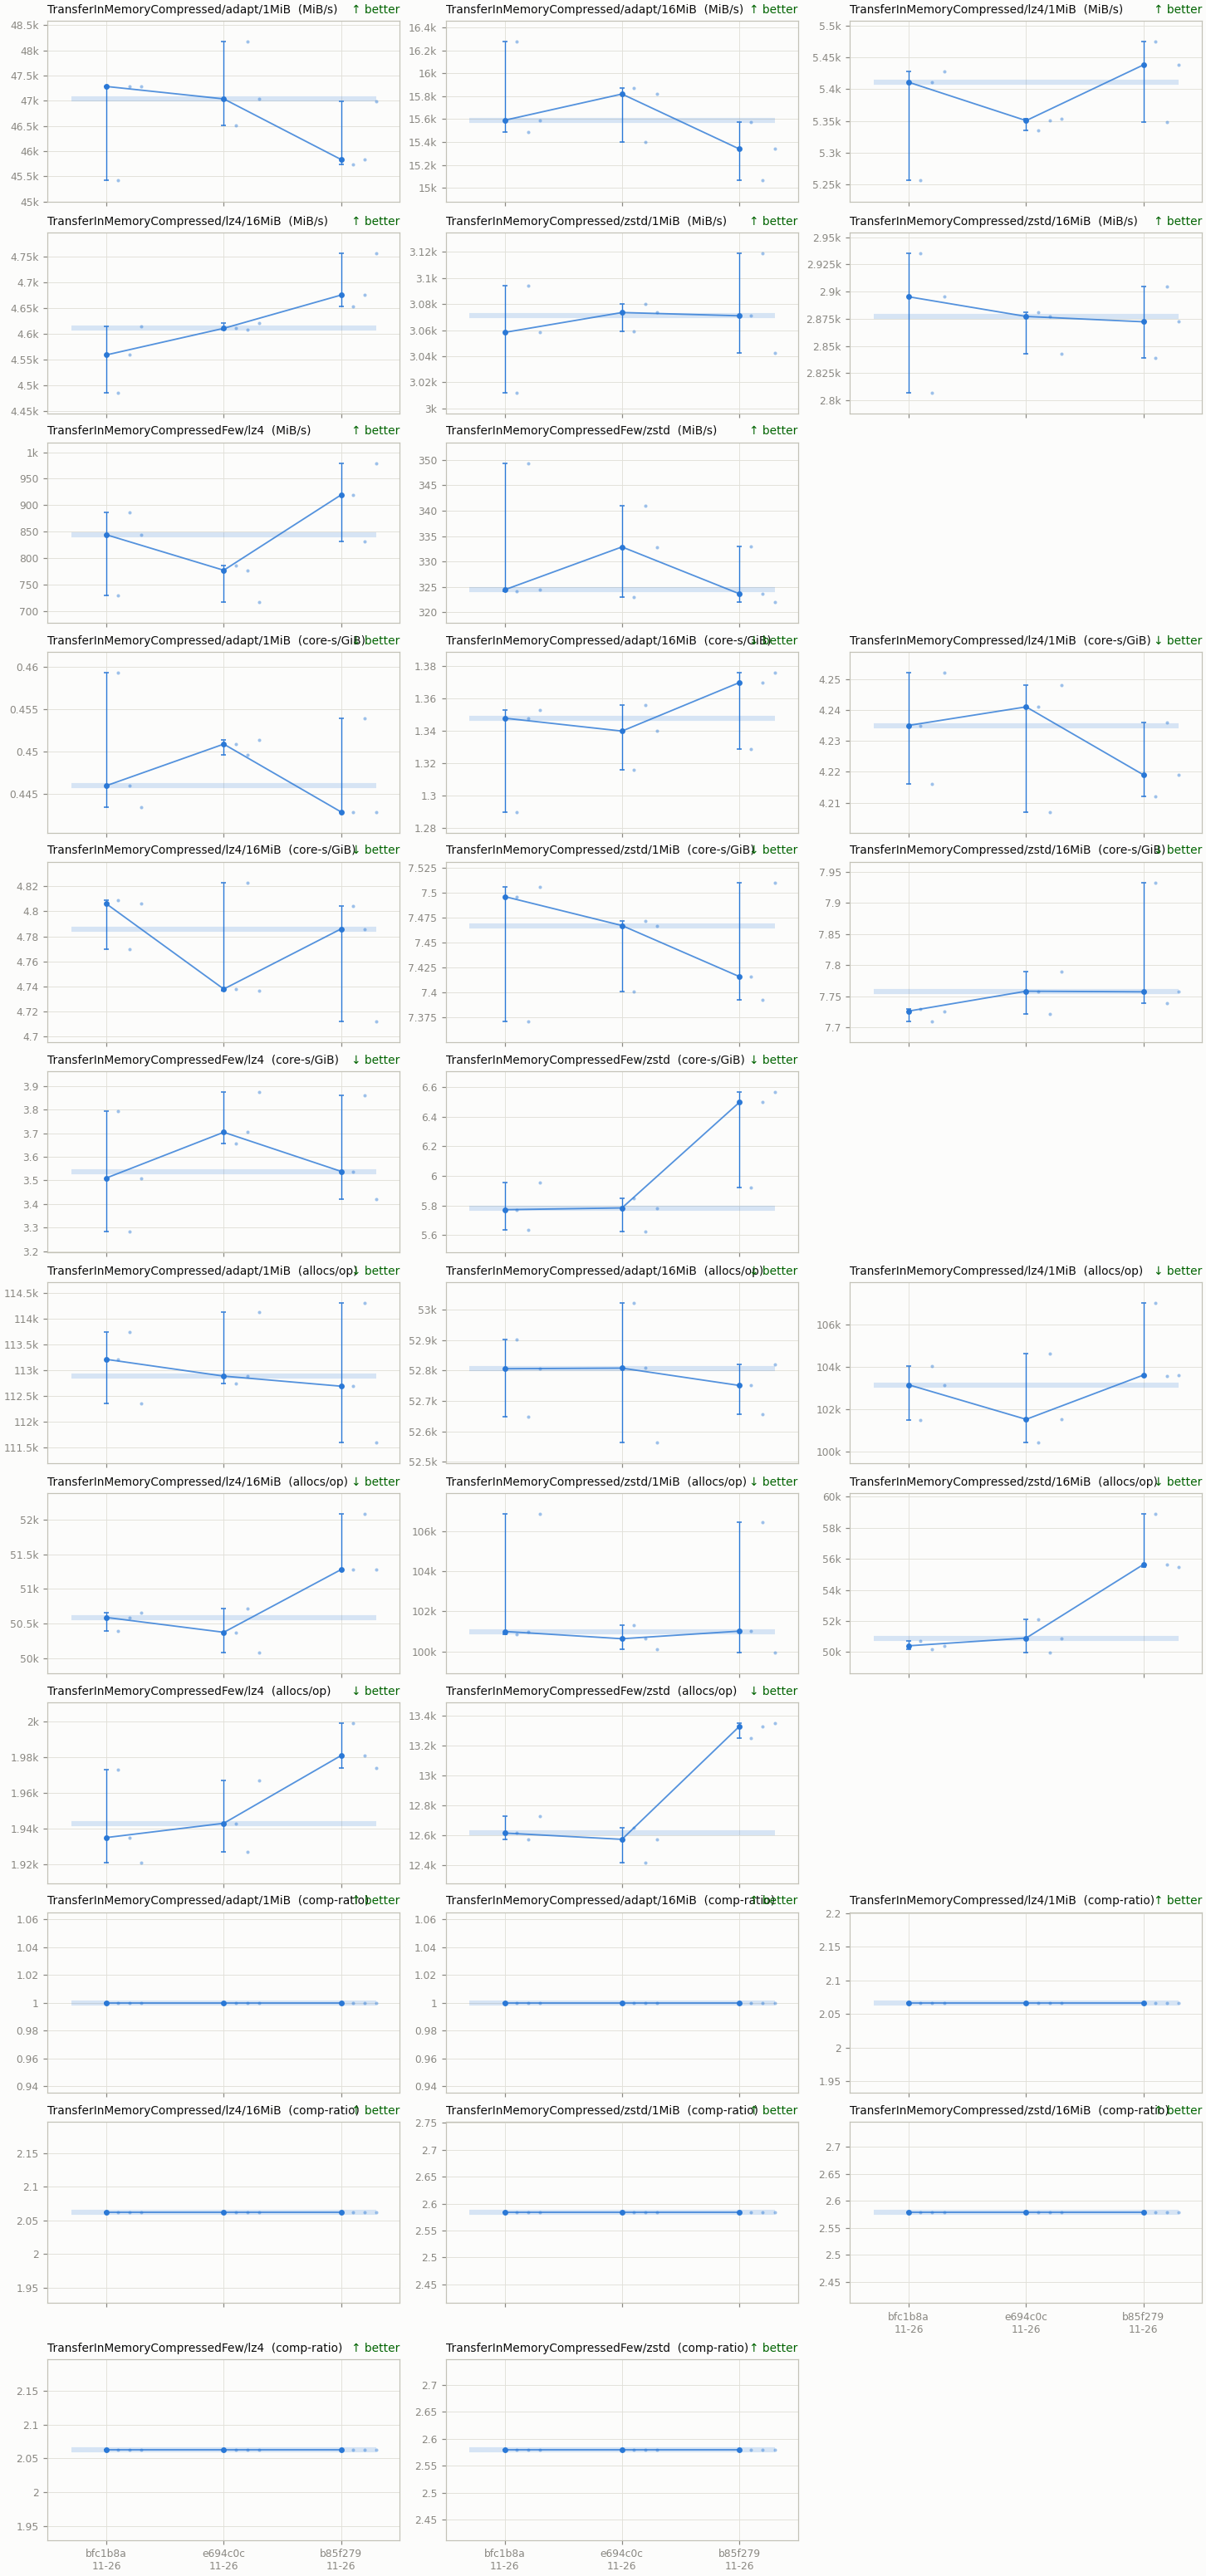 TransferInMemoryCompressed/adapt/1MiB (MiB/s) ↑ better
48.5k
48k
47.5k
47k
46.5k
46k
45.5k
45k
TransferInMemoryCompressed/adapt/16MiB (MiB/s) ↑ better
16.4k
16.2k
16k
15.8k
15.6k
15.4k
15.2k
15k
TransferInMemoryCompressed/lz4/1MiB (MiB/s) ↑ better
5.5k
5.45k
5.4k
5.35k
5.3k
5.25k
TransferInMemoryCompressed/lz4/16MiB (MiB/s) ↑ better
4.75k
4.7k
4.65k
4.6k
4.55k
4.5k
4.45k
TransferInMemoryCompressed/zstd/1MiB (MiB/s) ↑ better
3.12k
3.1k
3.08k
3.06k
3.04k
3.02k
3k
TransferInMemoryCompressed/zstd/16MiB (MiB/s) ↑ better
2.95k
2.925k
2.9k
2.875k
2.85k
2.825k
2.8k
TransferInMemoryCompressedFew/lz4 (MiB/s) ↑ better
1k
950
900
850
800
750
700
TransferInMemoryCompressedFew/zstd (MiB/s) ↑ better
350
345
340
335
330
325
320
TransferInMemoryCompressed/adapt/1MiB (core-s/GiB) ↓ better
0.46
0.455
0.45
0.445
TransferInMemoryCompressed/adapt/16MiB (core-s/GiB) ↓ better
1.38
1.36
1.34
1.32
1.3
1.28
TransferInMemoryCompressed/lz4/1MiB (core-s/GiB) ↓ better
4.25
4.24
4.23
4.22
4.21
TransferInMemoryCompressed/lz4/16MiB (core-s/GiB) ↓ better
4.82
4.8
4.78
4.76
4.74
4.72
4.7
TransferInMemoryCompressed/zstd/1MiB (core-s/GiB) ↓ better
7.525
7.5
7.475
7.45
7.425
7.4
7.375
TransferInMemoryCompressed/zstd/16MiB (core-s/GiB) ↓ better
7.95
7.9
7.85
7.8
7.75
7.7
TransferInMemoryCompressedFew/lz4 (core-s/GiB) ↓ better
3.9
3.8
3.7
3.6
3.5
3.4
3.3
3.2
TransferInMemoryCompressedFew/zstd (core-s/GiB) ↓ better
6.6
6.4
6.2
6
5.8
5.6
TransferInMemoryCompressed/adapt/1MiB (allocs/op) ↓ better
114.5k
114k
113.5k
113k
112.5k
112k
111.5k
TransferInMemoryCompressed/adapt/16MiB (allocs/op) ↓ better
53k
52.9k
52.8k
52.7k
52.6k
52.5k
TransferInMemoryCompressed/lz4/1MiB (allocs/op) ↓ better
106k
104k
102k
100k
TransferInMemoryCompressed/lz4/16MiB (allocs/op) ↓ better
52k
51.5k
51k
50.5k
50k
TransferInMemoryCompressed/zstd/1MiB (allocs/op) ↓ better
106k
104k
102k
100k
TransferInMemoryCompressed/zstd/16MiB (allocs/op) ↓ better
60k
58k
56k
54k
52k
50k
TransferInMemoryCompressedFew/lz4 (allocs/op) ↓ better
2k
1.98k
1.96k
1.94k
1.92k
TransferInMemoryCompressedFew/zstd (allocs/op) ↓ better
13.4k
13.2k
13k
12.8k
12.6k
12.4k
TransferInMemoryCompressed/adapt/1MiB (comp-ratio) ↑ better
1.06
1.04
1.02
1
0.98
0.96
0.94
TransferInMemoryCompressed/adapt/16MiB (comp-ratio) ↑ better
1.06
1.04
1.02
1
0.98
0.96
0.94
TransferInMemoryCompressed/lz4/1MiB (comp-ratio) ↑ better
2.2
2.15
2.1
2.05
2
1.95
TransferInMemoryCompressed/lz4/16MiB (comp-ratio) ↑ better
2.15
2.1
2.05
2
1.95
TransferInMemoryCompressed/zstd/1MiB (comp-ratio) ↑ better
2.75
2.7
2.65
2.6
2.55
2.5
2.45
TransferInMemoryCompressed/zstd/16MiB (comp-ratio) ↑ better
2.7
2.65
2.6
2.55
2.5
2.45
bfc1b8a e694c0c b85f279
11-26 11-26 11-26
TransferInMemoryCompressedFew/lz4 (comp-ratio) ↑ better
2.15
2.1
2.05
2
1.95
bfc1b8a e694c0c b85f279
11-26 11-26 11-26
TransferInMemoryCompressedFew/zstd (comp-ratio) ↑ better
2.7
2.65
2.6
2.55
2.5
2.45
bfc1b8a e694c0c b85f279
11-26 11-26 11-26